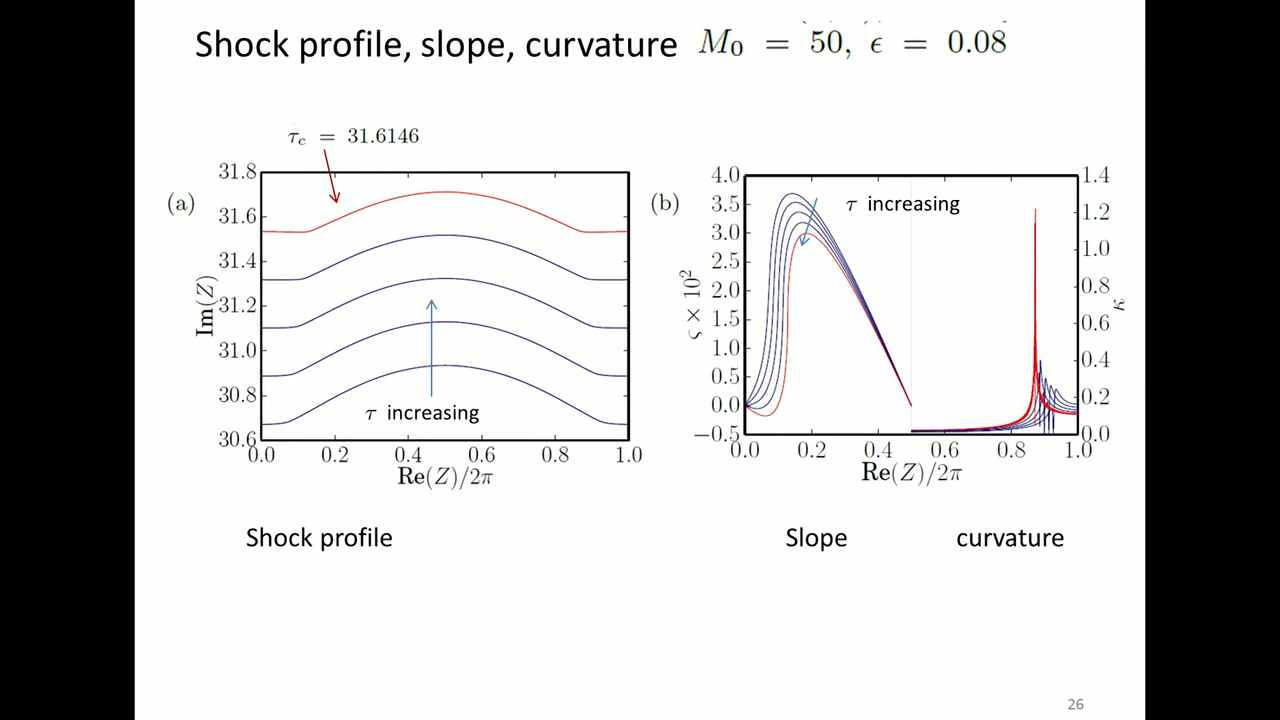 Shock profile, slope, curvature M₀ = 50, ϵ = 0.08
τ_c = 31.6146
(a)
31.8
31.6
31.4
31.2
31.0
30.8
30.6
Im(Z)
τ increasing
0.0 0.2 0.4 0.6 0.8 1.0
Re(Z)/2π
(b)
4.0
3.5
3.0
2.5
2.0
1.5
1.0
0.5
0.0
−0.5
ς × 10²
τ increasing
1.4
1.2
1.0
0.8
0.6
0.4
0.2
0.0
κ
0.0 0.2 0.4 0.6 0.8 1.0
Re(Z)/2π
Shock profile
Slope
curvature
26